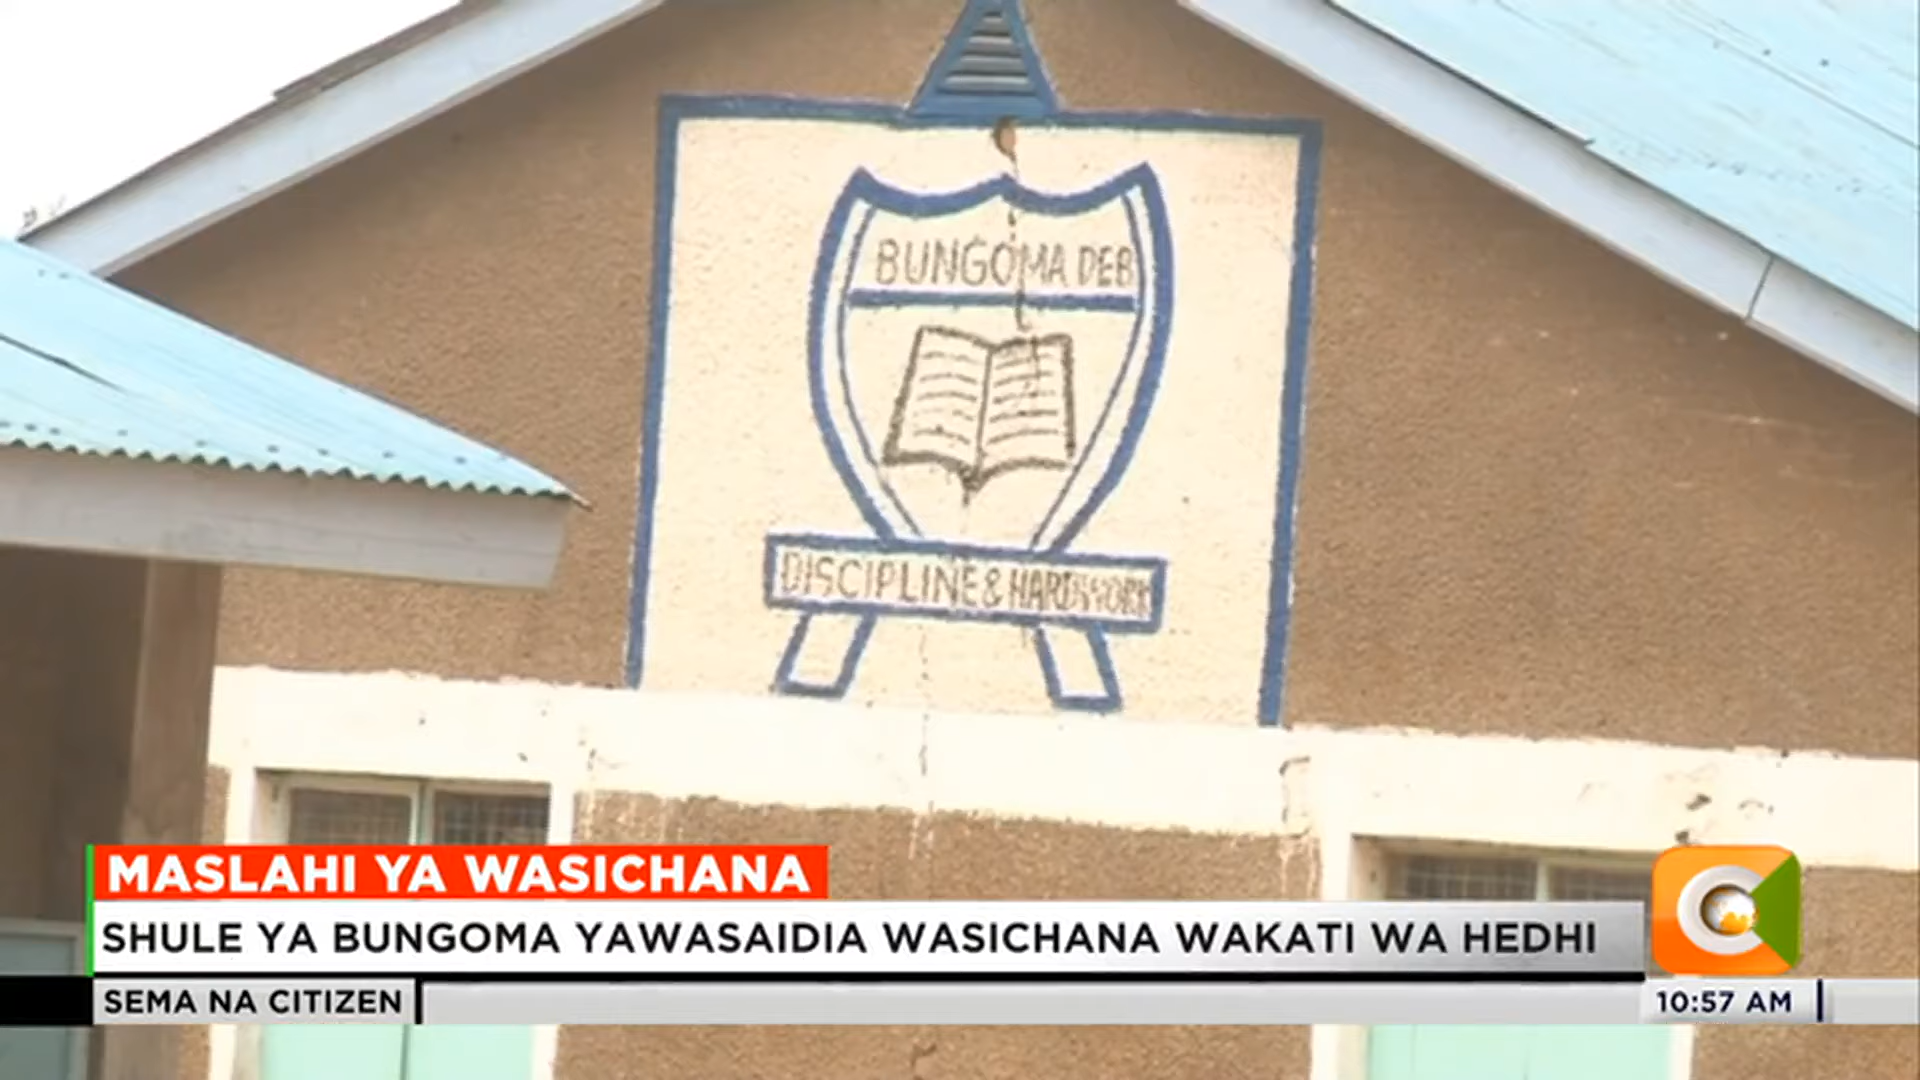 BUNGOMA DEB
DISCIPLINE & HARDWORK
MASLAHI YA WASICHANA
SHULE YA BUNGOMA YAWASAIDIA WASICHANA WAKATI WA HEDHI
SEMA NA CITIZEN
10:57 AM